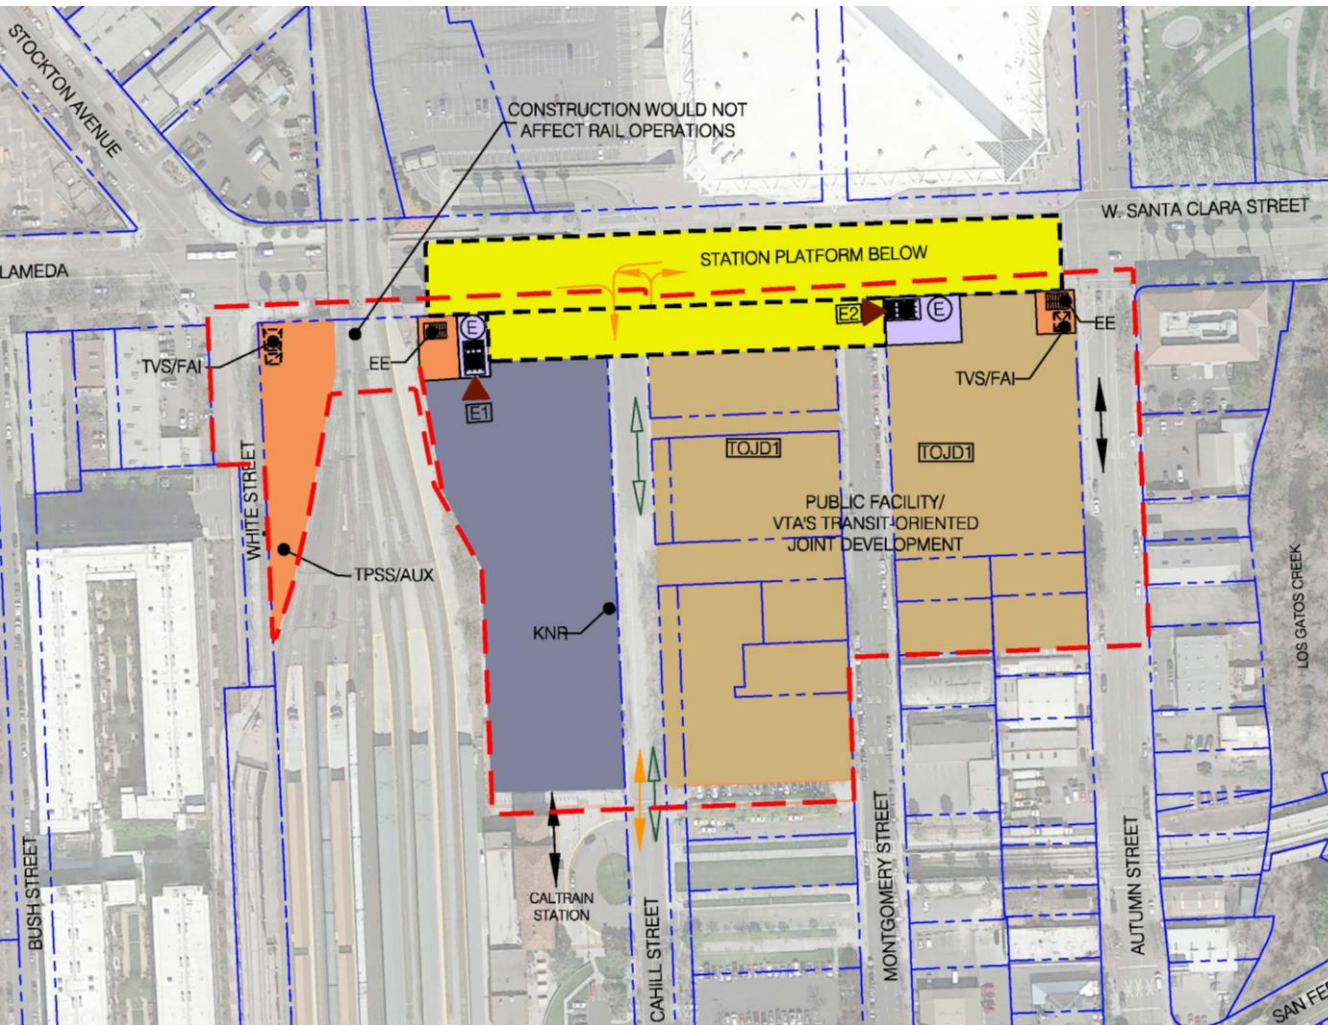 STOCKTON AVENUE
CONSTRUCTION WOULD NOT
AFFECT RAIL OPERATIONS
W. SANTA CLARA STREET
STATION PLATFORM BELOW
LAMEDA
E2
E
E
EE
TVS/FAI
EE
TVS/FAI
E1
WHITE STREET
TOJD1
TOJD1
PUBLIC FACILITY/
VTA'S TRANSIT-ORIENTED
JOINT DEVELOPMENT
TPSS/AUX
KNR
LOS GATOS CREEK
CALTRAIN
STATION
BUSH STREET
CAHILL STREET
MONTGOMERY STREET
AUTUMN STREET
SAN FE